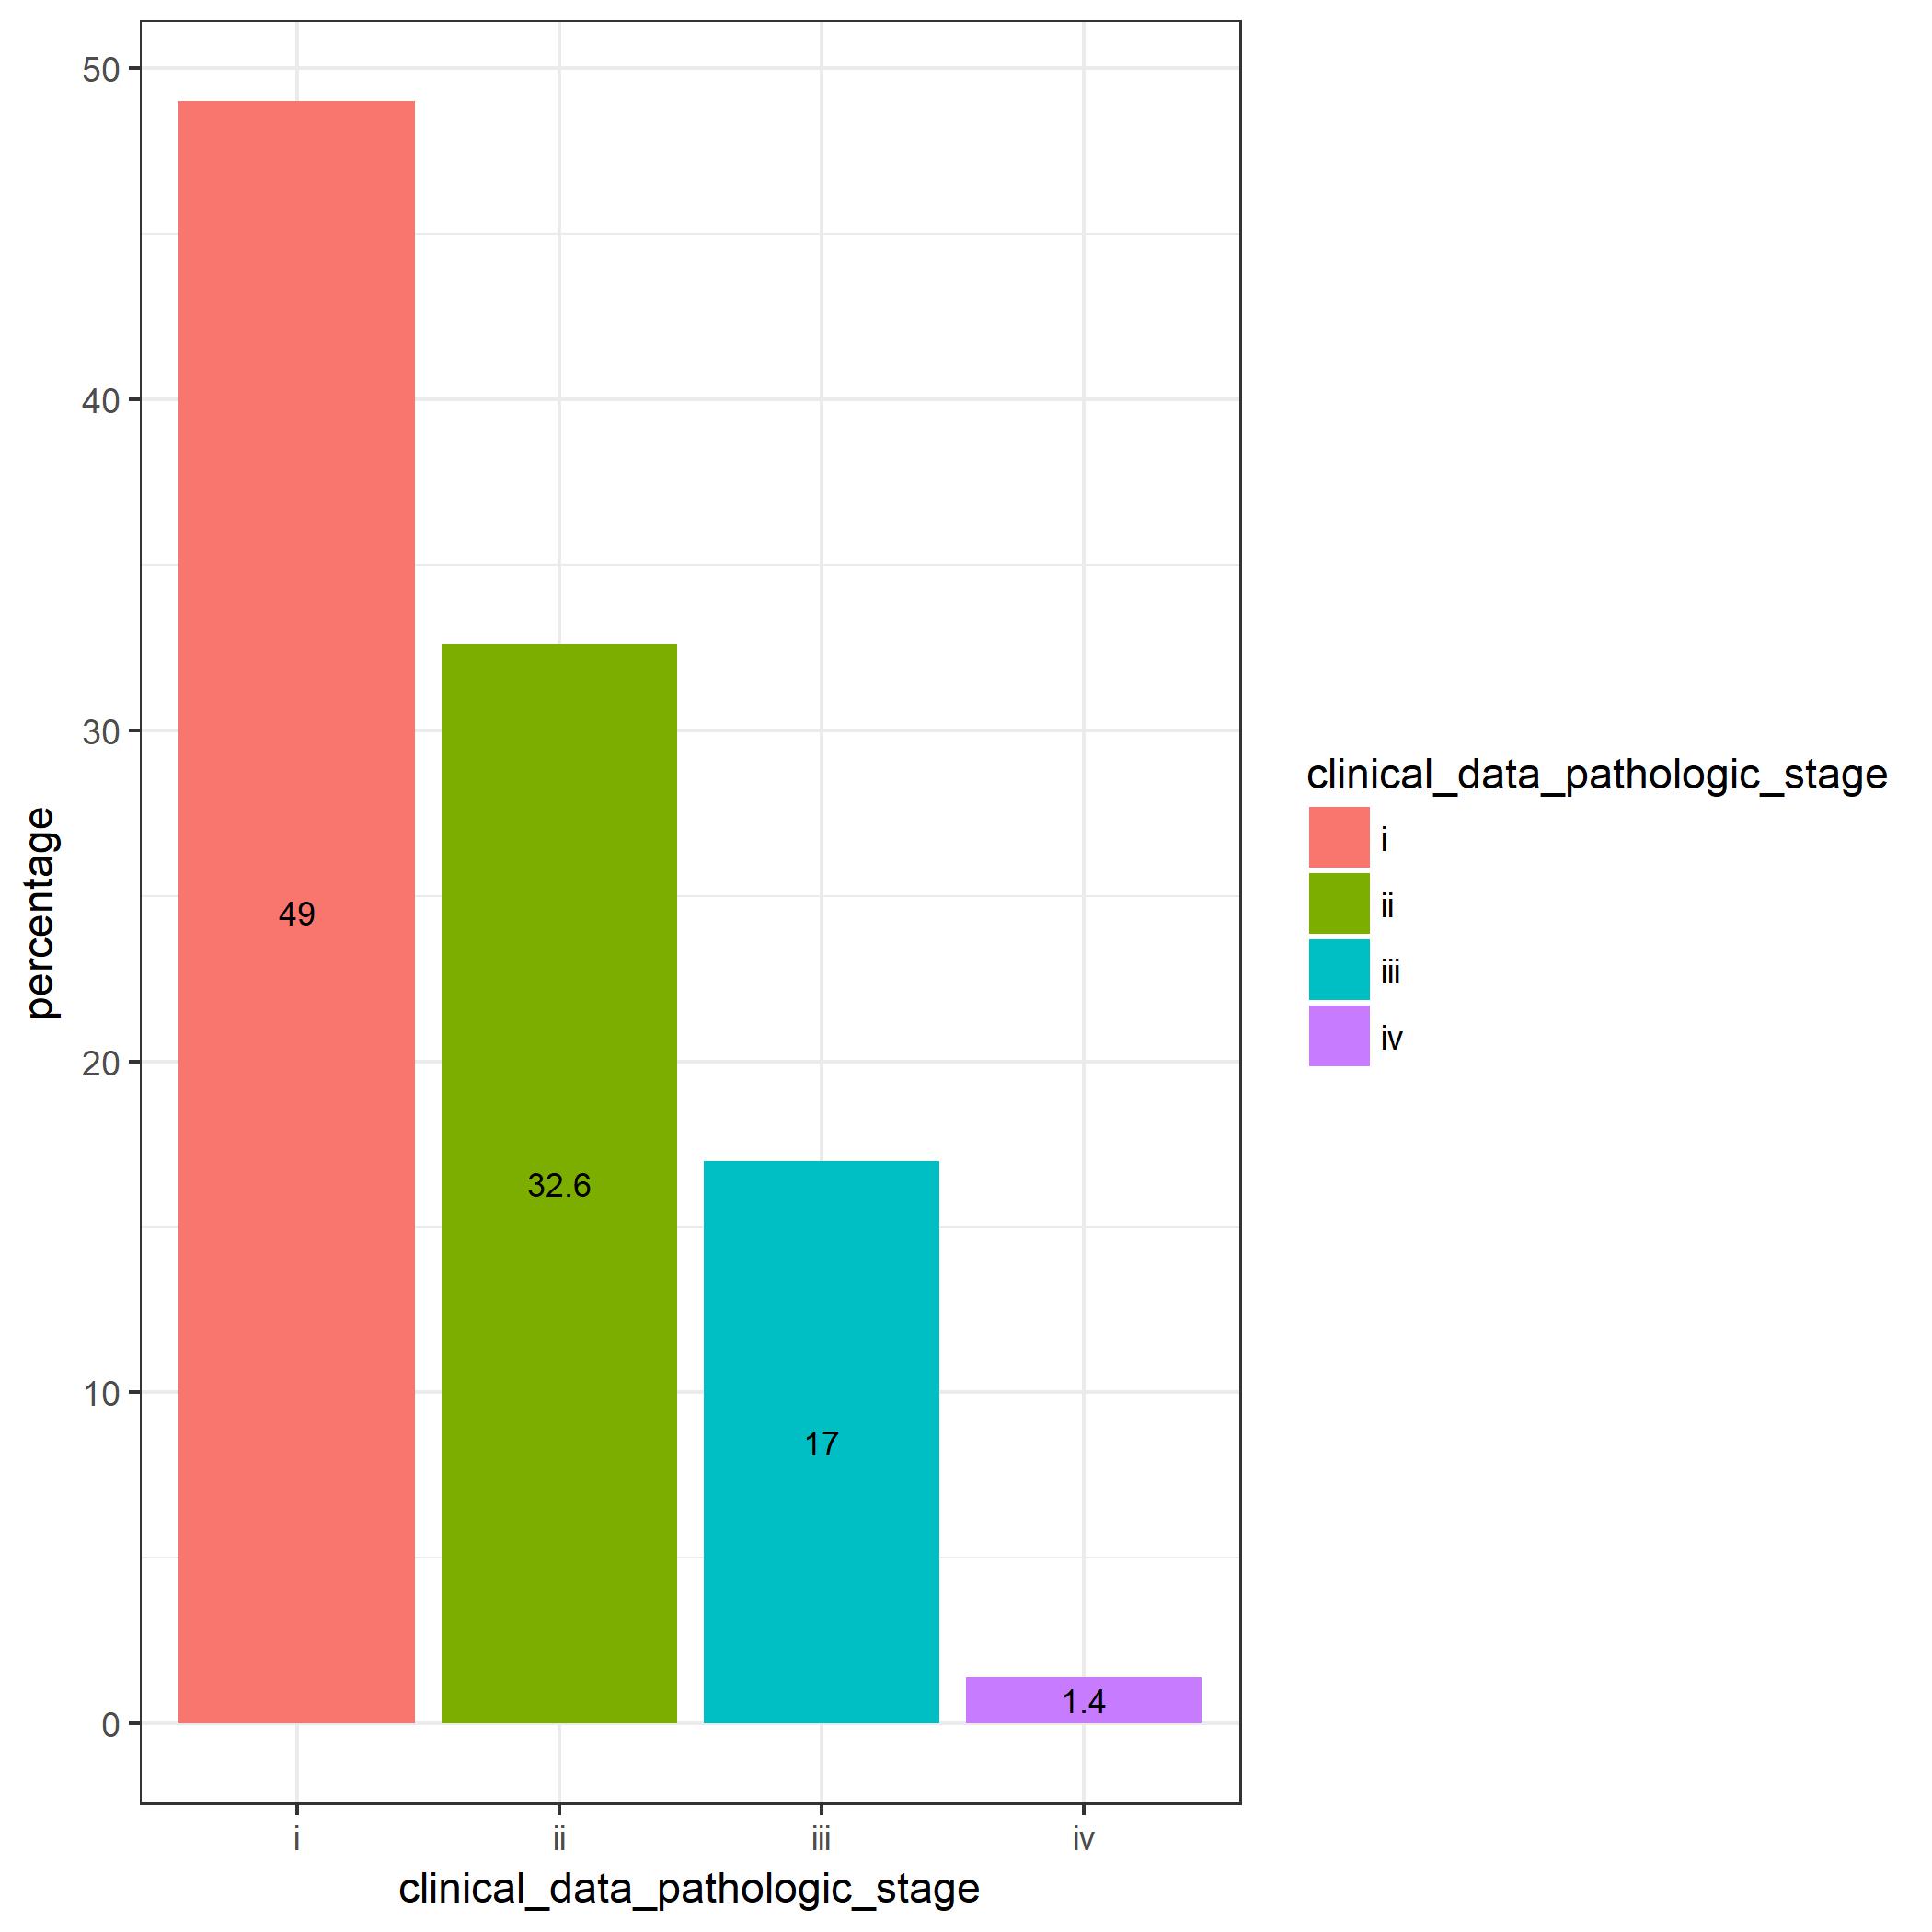 percentage
50
40
30
20
10
0
49
32.6
17
1.4
i
ii
iii
iv
clinical_data_pathologic_stage
clinical_data_pathologic_stage
i
ii
iii
iv